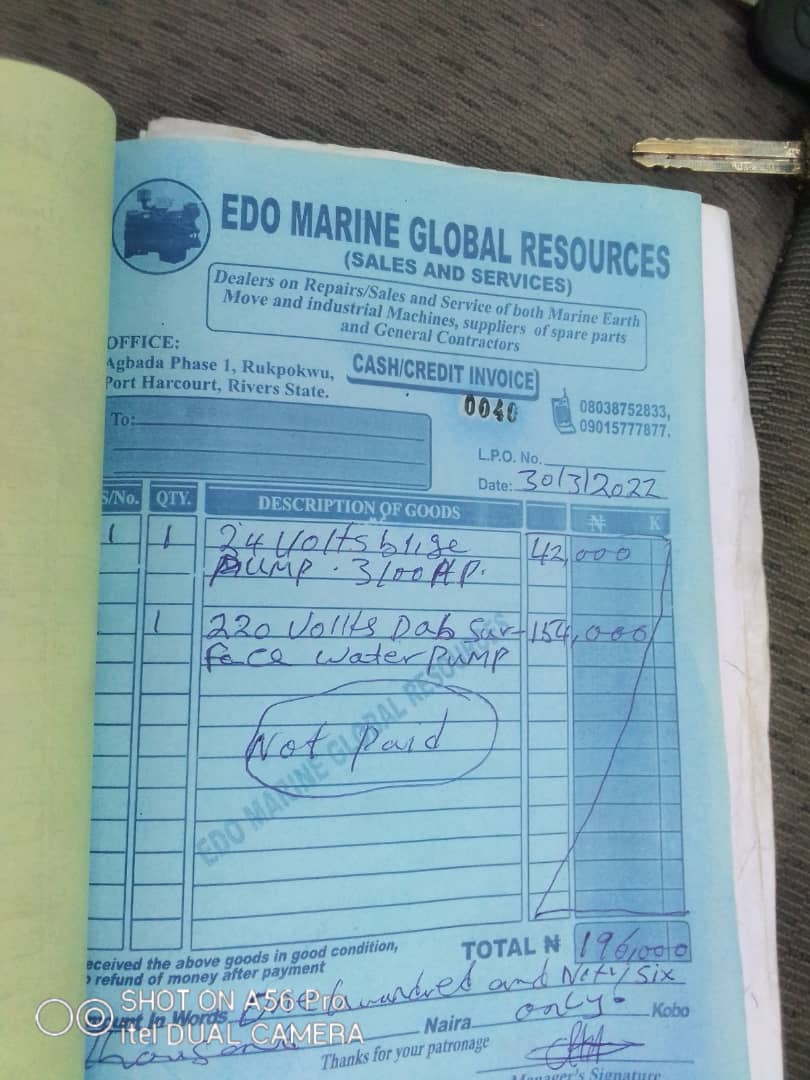 EDO MARINE GLOBAL RESOURCES
(SALES AND SERVICES)
Dealers on Repairs/Sales and Service of both Marine Earth
Move and industrial Machines, suppliers of spare parts
and General Contractors
OFFICE:
Agbada Phase 1, Rukpokwu,
Port Harcourt, Rivers State.
CASH/CREDIT INVOICE
0040
08038752833,
09015777877.
To:
L.P.O. No.
Date: 30/3/2022
S/No. QTY. DESCRIPTION OF GOODS ₦ K
1 1 24 Volts blige 42,000
PUMP. 3100 HP.
1 220 Vollts Dab Sur- 154,000
face water PUMP
Not Paid
EDO MARINE GLOBAL RESOURCES
eceived the above goods in good condition, TOTAL ₦ 196,000
refund of money after payment
ount In Words One hundred and Nity six
thousand Naira only. Kobo
Thanks for your patronage
Manager's Signature
SHOT ON A56 Pro
itel DUAL CAMERA